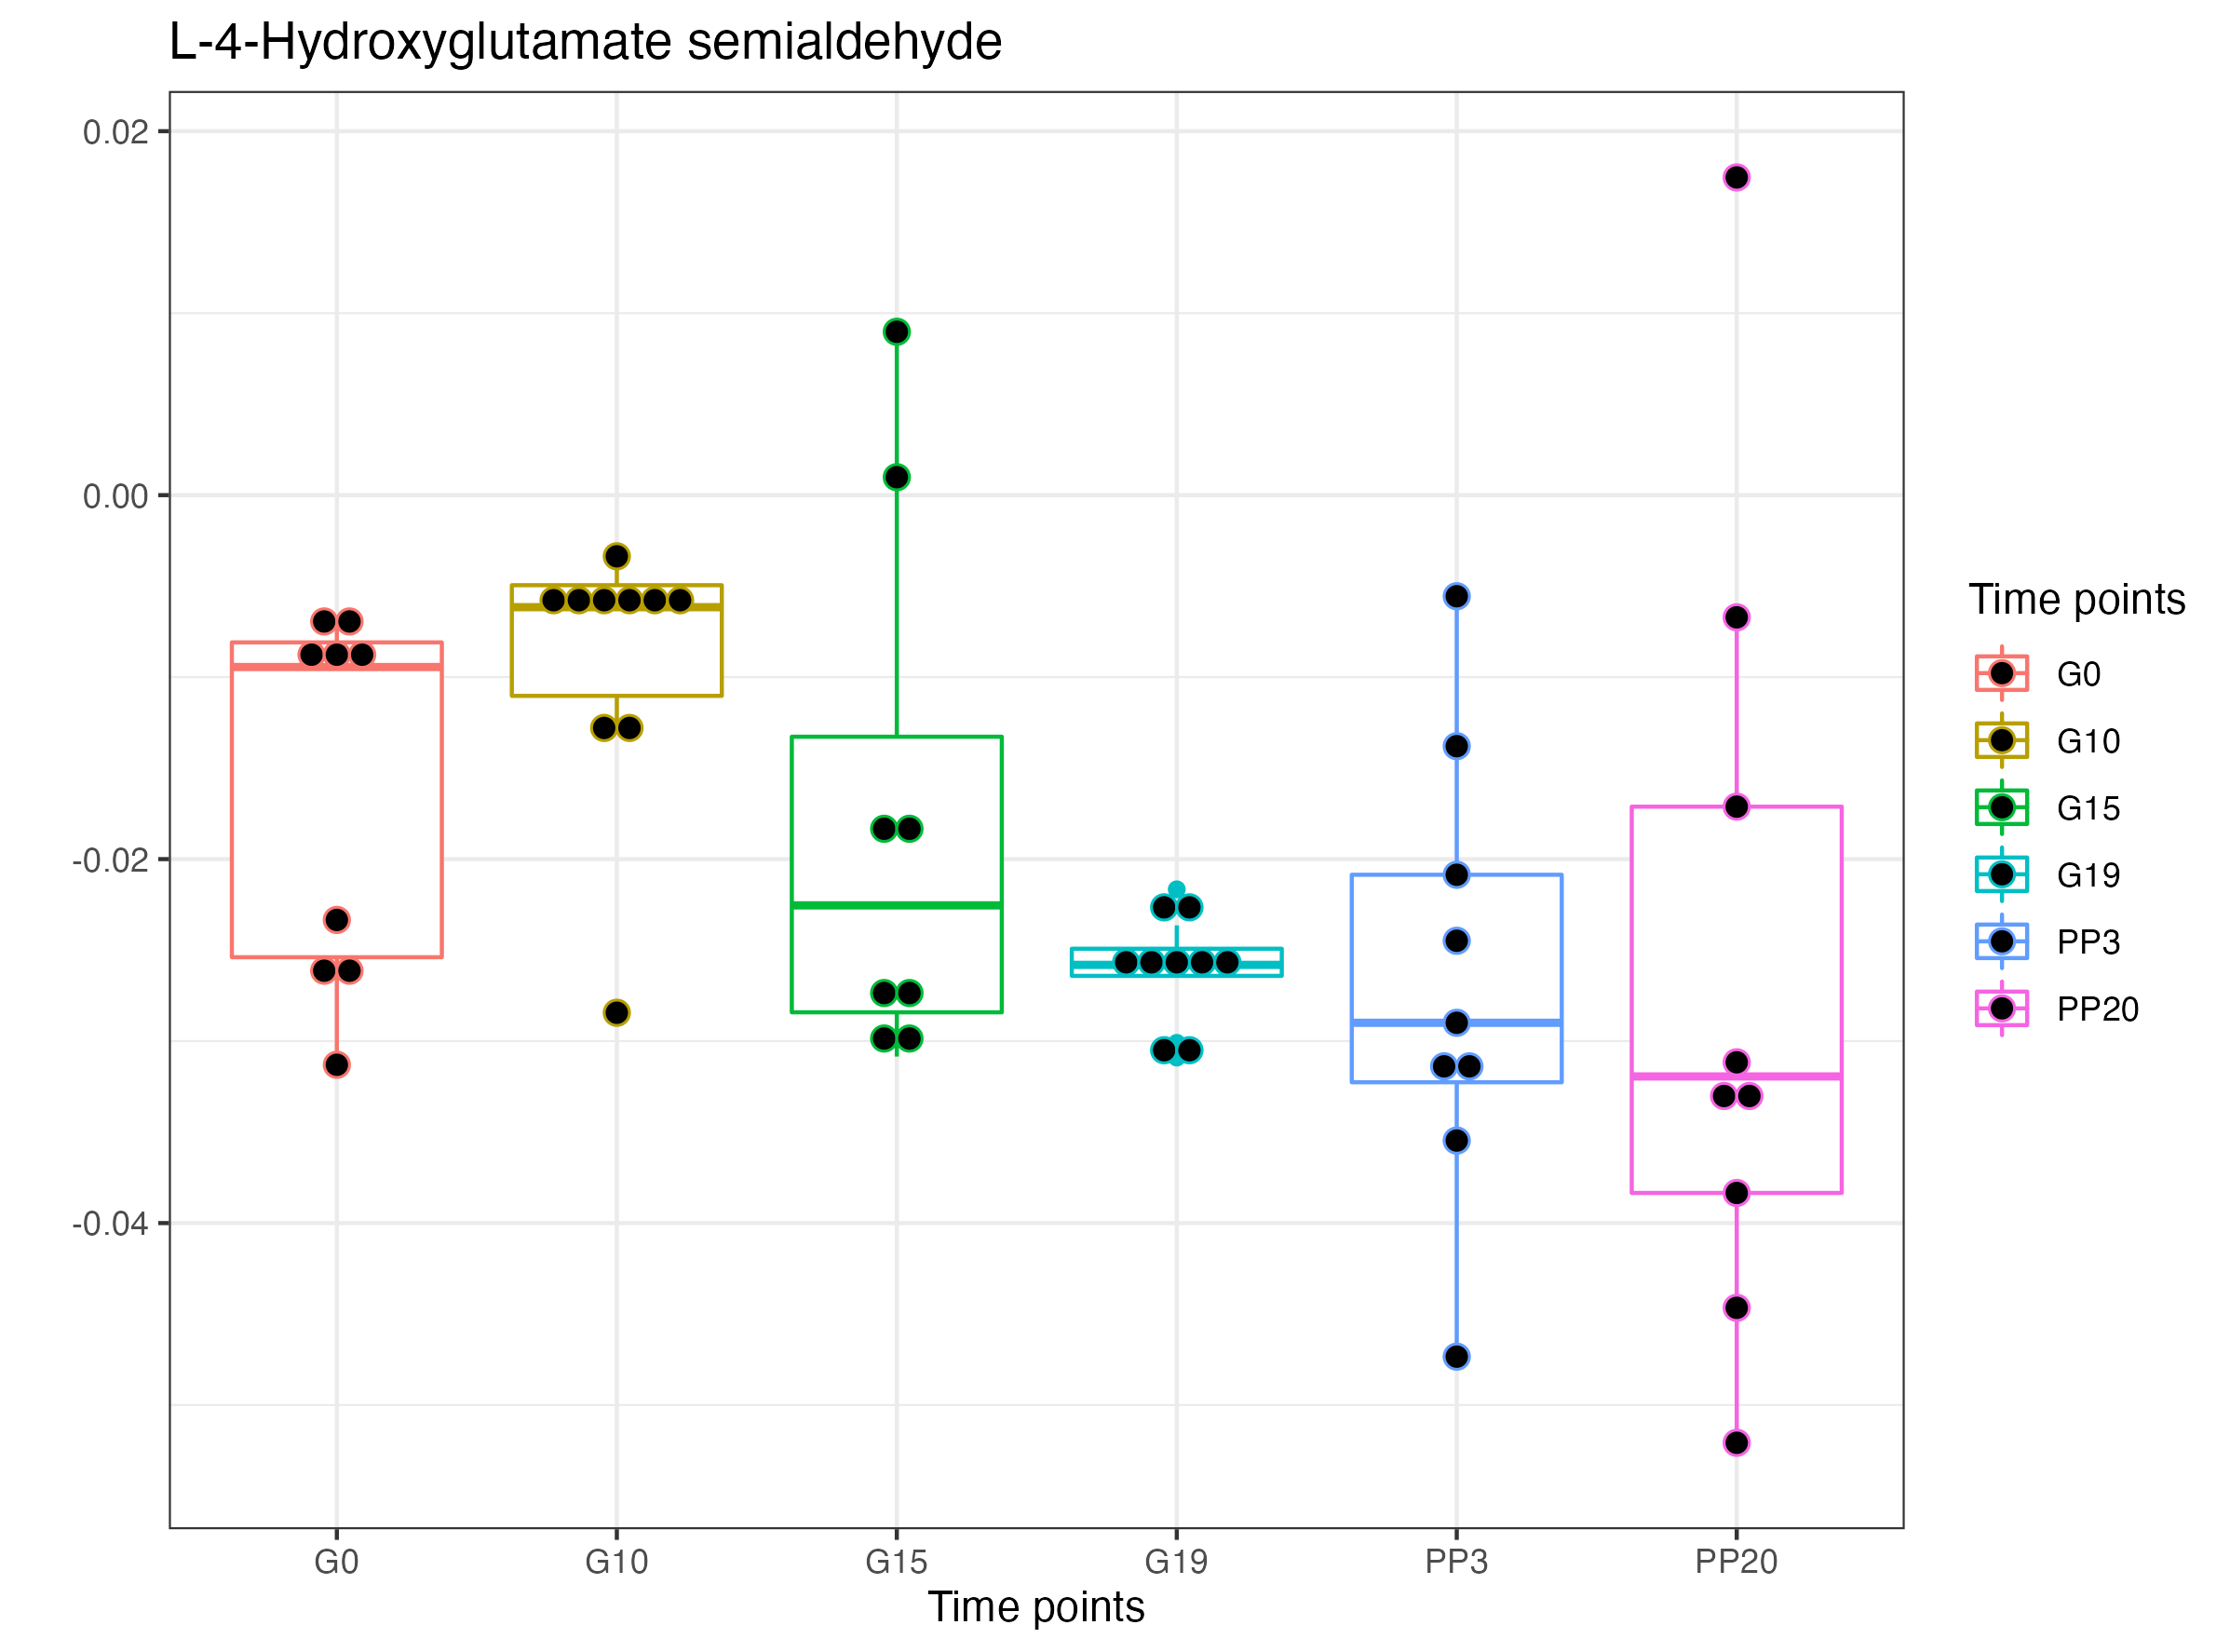 L-4-Hydroxyglutamate semialdehyde
0.02
0.00
-0.02
-0.04
G0
G10
G15
G19
PP3
PP20
Time points
Time points
G0
G10
G15
G19
PP3
PP20